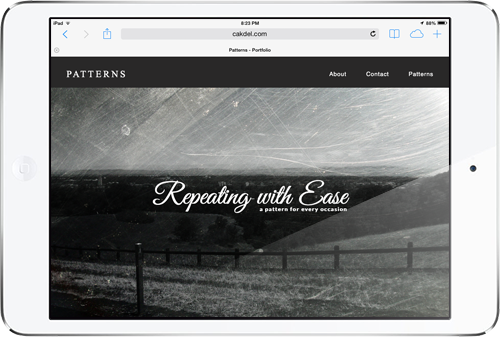 iPad 8:23 PM 88%
cakdel.com
Patterns - Portfolio
PATTERNS About Contact Patterns
Repeating with Ease
a pattern for every occasion